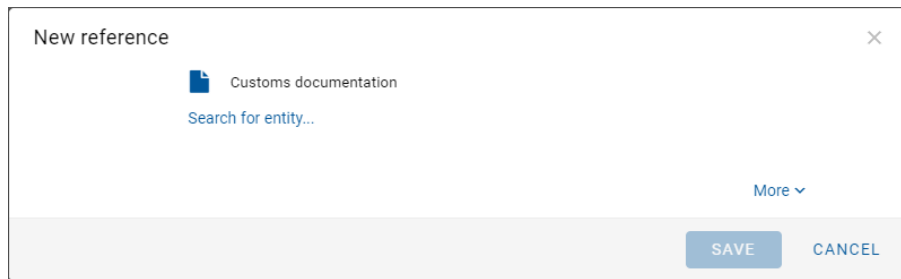 New reference
Customs documentation
Search for entity...
More
SAVE CANCEL